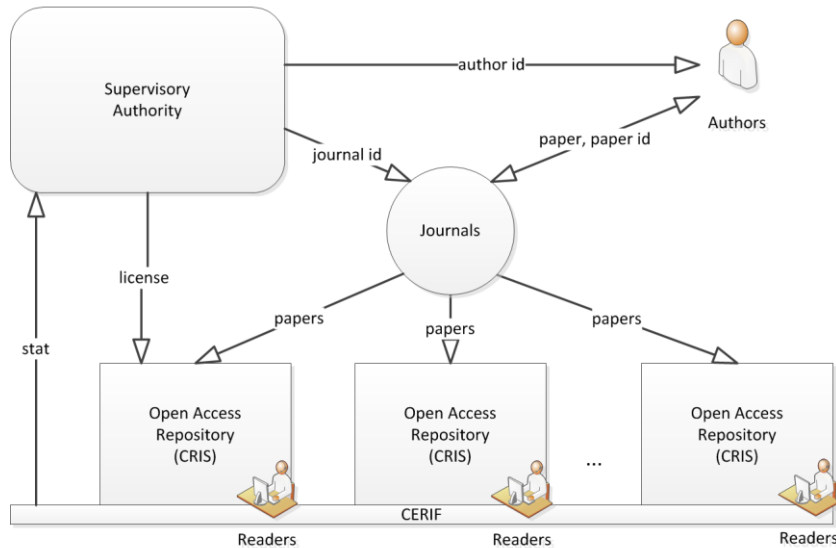 Supervisory
Authority
author id
Authors
journal id
paper, paper id
Journals
license
stat
papers
papers
papers
Open Access
Repository
(CRIS)
Open Access
Repository
(CRIS)
...
Open Access
Repository
(CRIS)
CERIF
Readers
Readers
Readers